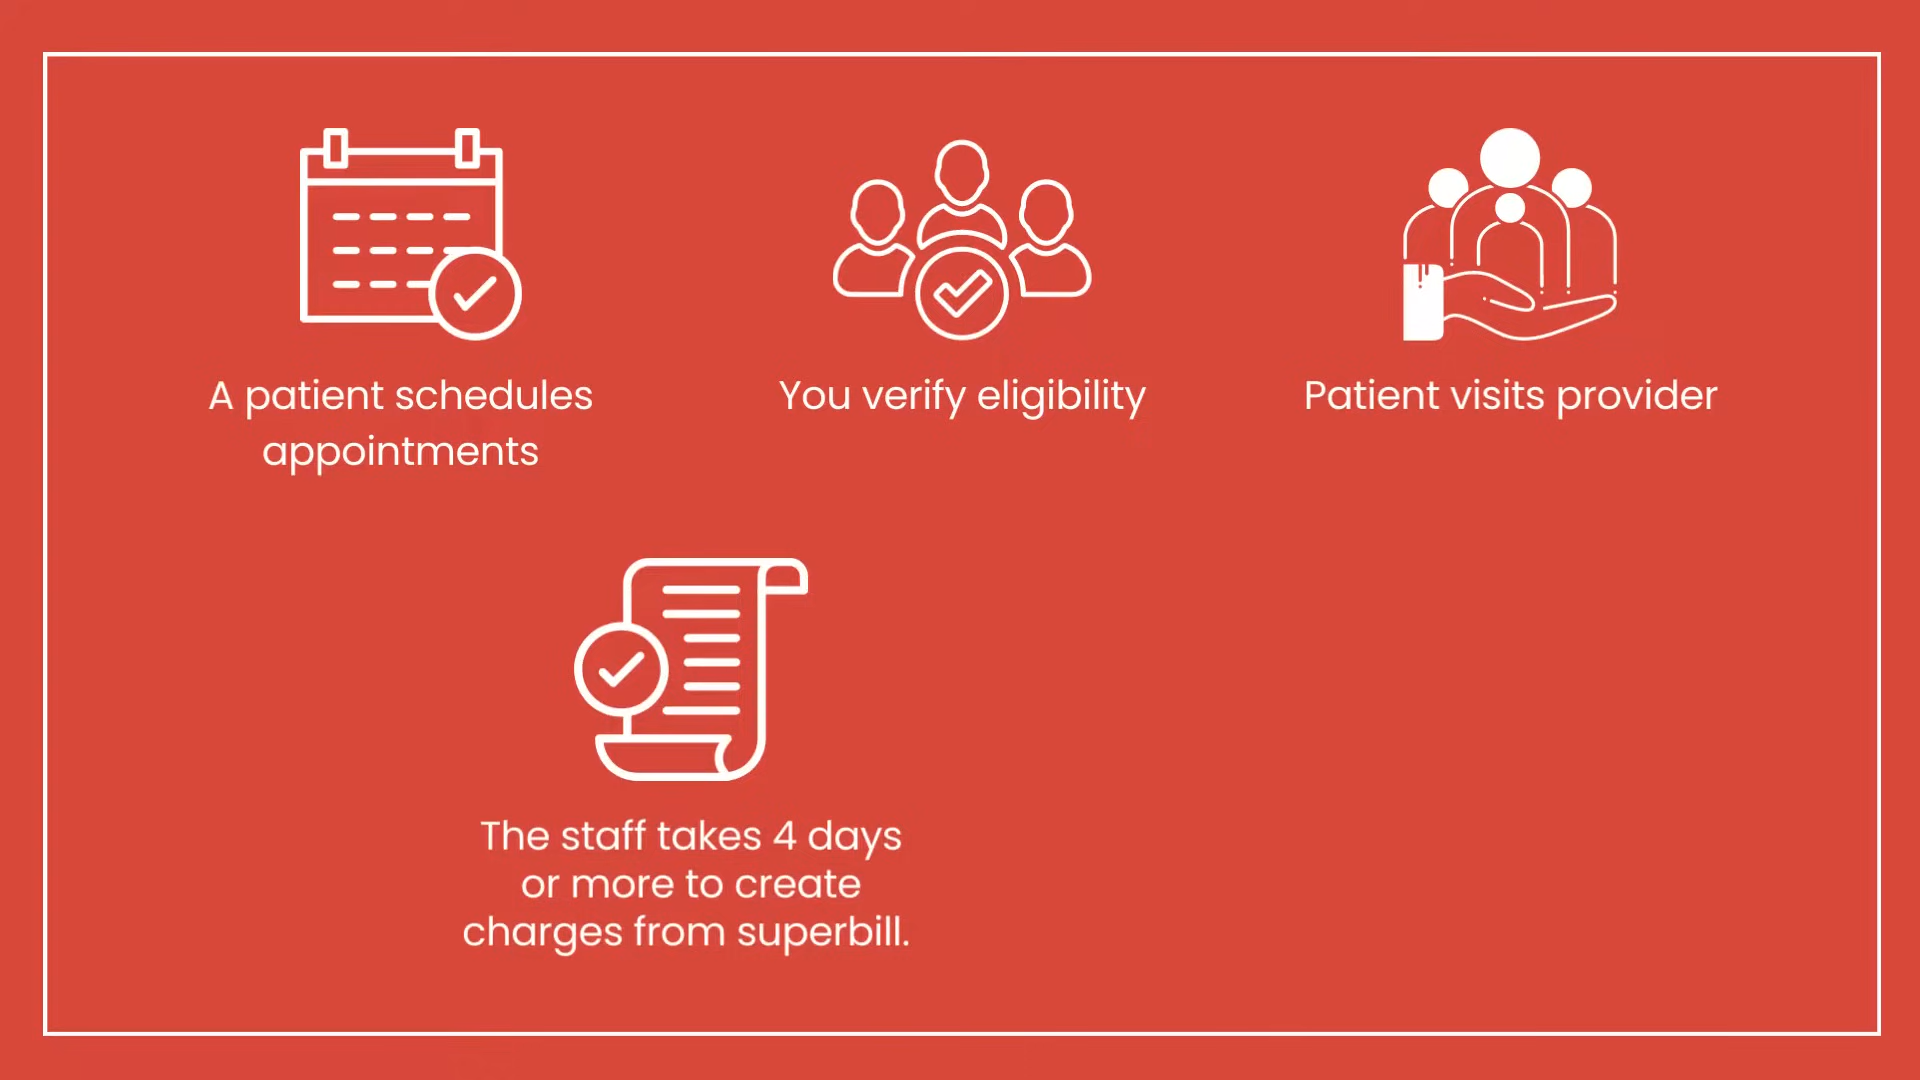 A patient schedules
appointments
You verify eligibility
Patient visits provider
The staff takes 4 days
or more to create
charges from superbill.